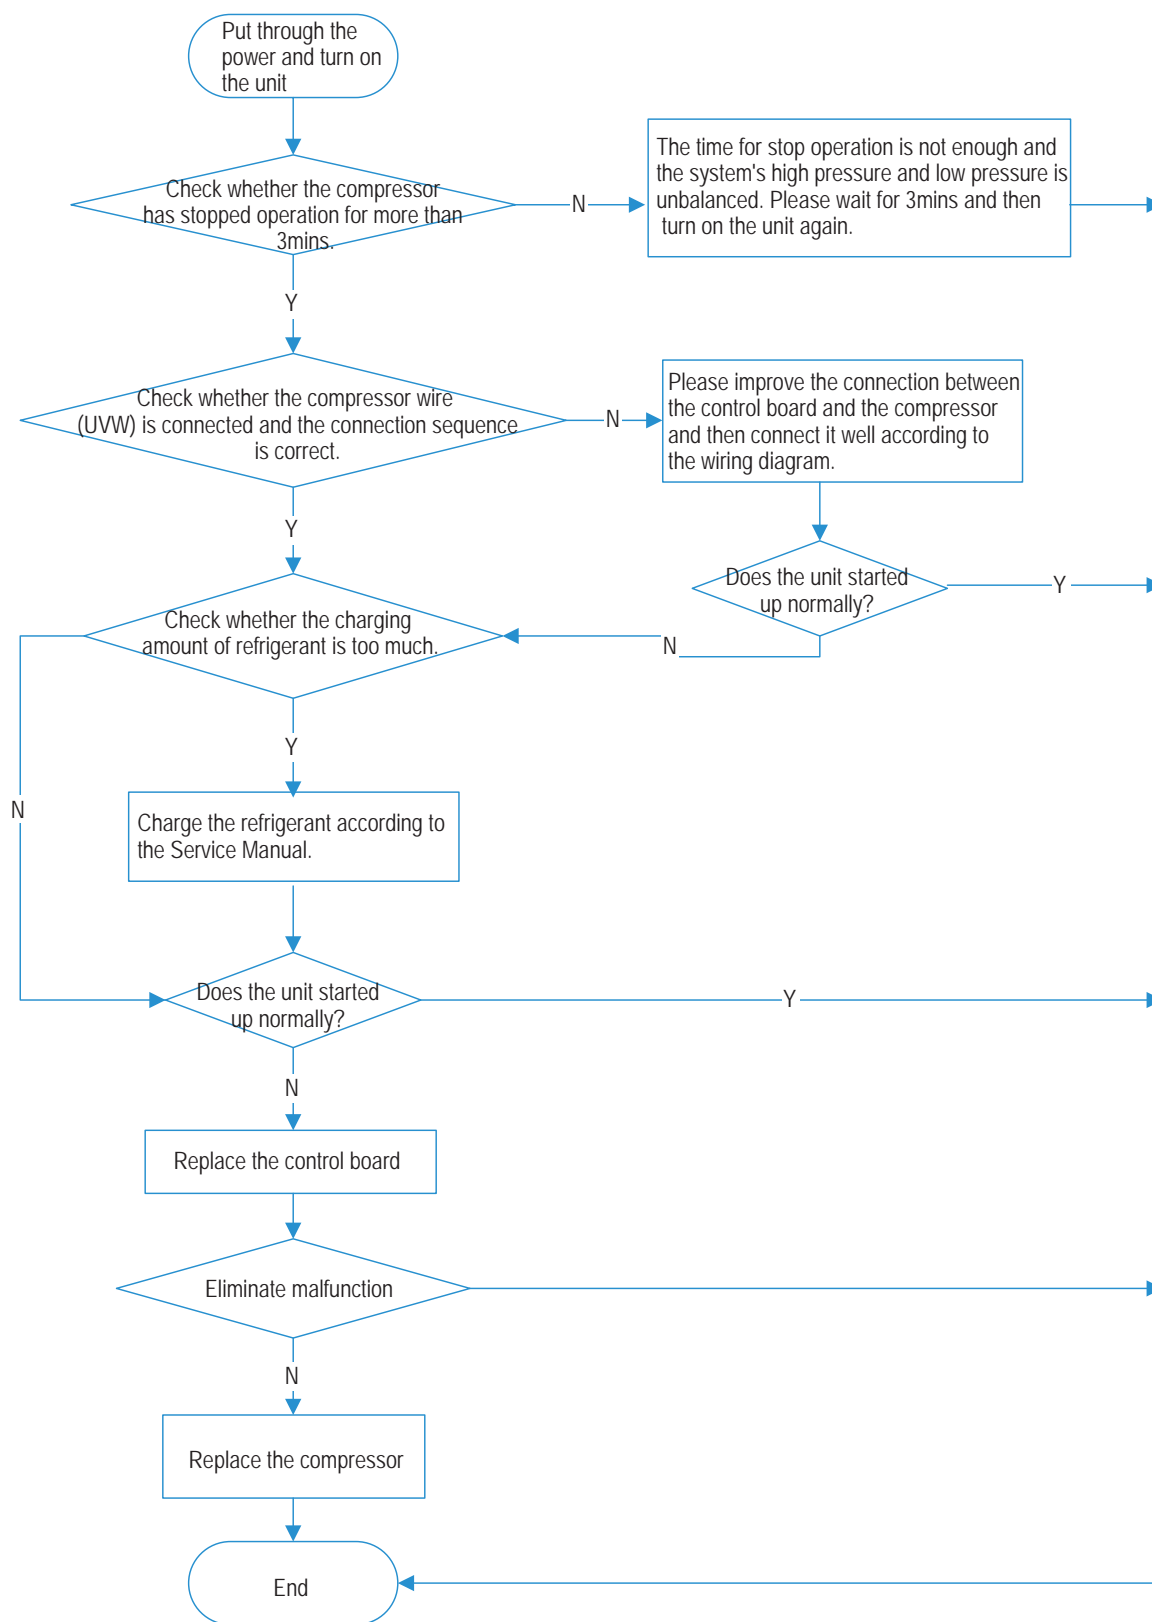 Put through the
power and turn on
the unit
Check whether the compressor
has stopped operation for more than
3mins.
N
The time for stop operation is not enough and
the system's high pressure and low pressure is
unbalanced. Please wait for 3mins and then
turn on the unit again.
Y
Check whether the compressor wire
(UVW) is connected and the connection sequence
is correct.
N
Please improve the connection between
the control board and the compressor
and then connect it well according to
the wiring diagram.
Y
Does the unit started
up normally?
Y
Check whether the charging
amount of refrigerant is too much.
N
Y
N
Charge the refrigerant according to
the Service Manual.
Does the unit started
up normally?
Y
N
Replace the control board
Eliminate malfunction
N
Replace the compressor
End